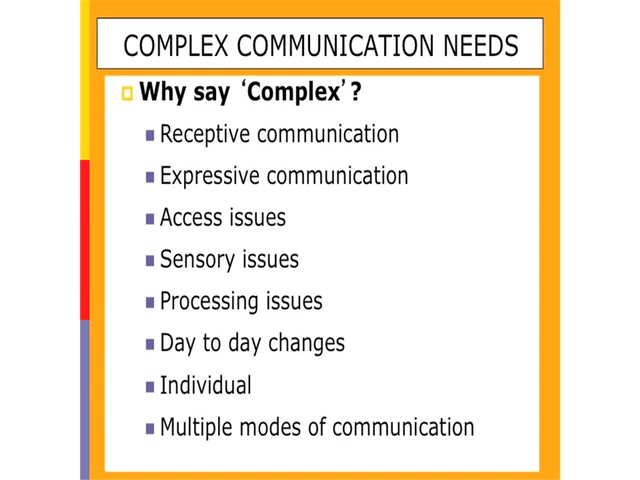 COMPLEX COMMUNICATION NEEDS
Why say ‘Complex’?
Receptive communication
Expressive communication
Access issues
Sensory issues
Processing issues
Day to day changes
Individual
Multiple modes of communication